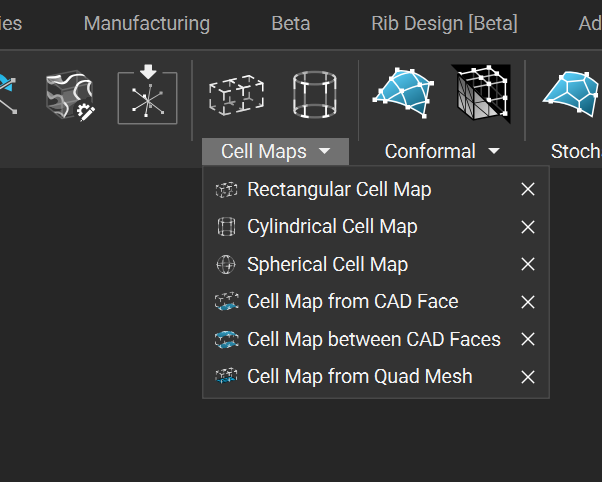 ies Manufacturing Beta Rib Design [Beta] Ad
Cell Maps Conformal Stoch
Rectangular Cell Map
Cylindrical Cell Map
Spherical Cell Map
Cell Map from CAD Face
Cell Map between CAD Faces
Cell Map from Quad Mesh